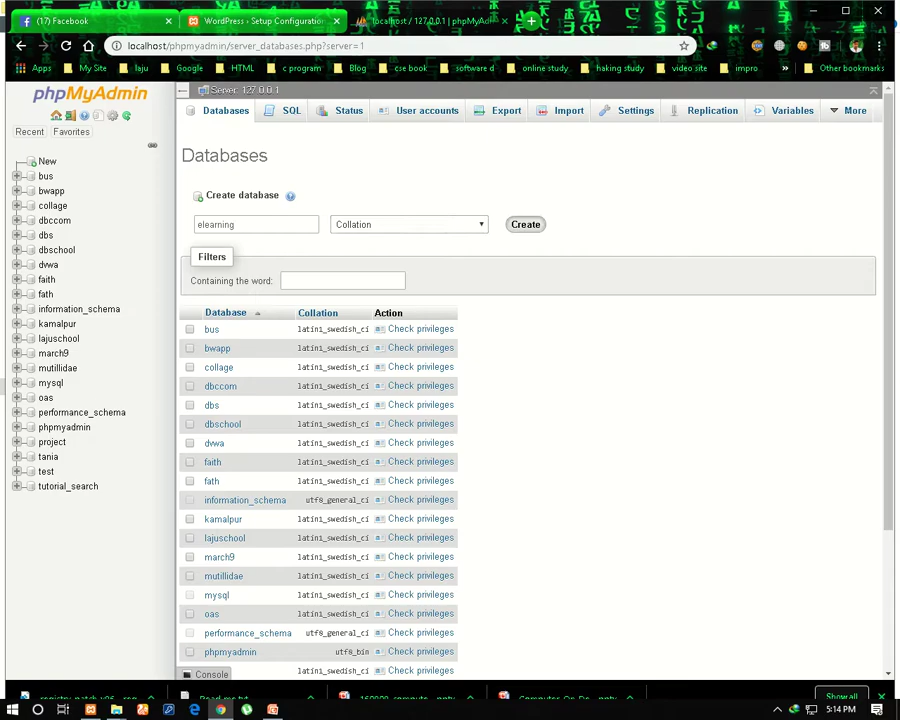 (17) Facebook
WordPress › Setup Configuration
localhost / 127.0.0.1 | phpMyAd
localhost/phpmyadmin/server_databases.php?server=1
Apps
My Site
laju
Google
HTML
c program
Blog
cse book
software d
online study
haking study
video site
impro
»
Other bookmarks
phpMyAdmin
Recent
Favorites
New
bus
bwapp
collage
dbccom
dbs
dbschool
dvwa
faith
fath
information_schema
kamalpur
lajuschool
march9
mutillidae
mysql
oas
performance_schema
phpmyadmin
project
tania
test
tutorial_search
Server: 127.0.0.1
Databases
SQL
Status
User accounts
Export
Import
Settings
Replication
Variables
More
Databases
Create database
elearning
Collation
Create
Filters
Containing the word:
Database Collation Action
bus latin1_swedish_ci Check privileges
bwapp latin1_swedish_ci Check privileges
collage latin1_swedish_ci Check privileges
dbccom latin1_swedish_ci Check privileges
dbs latin1_swedish_ci Check privileges
dbschool latin1_swedish_ci Check privileges
dvwa latin1_swedish_ci Check privileges
faith latin1_swedish_ci Check privileges
fath latin1_swedish_ci Check privileges
information_schema utf8_general_ci Check privileges
kamalpur latin1_swedish_ci Check privileges
lajuschool latin1_swedish_ci Check privileges
march9 latin1_swedish_ci Check privileges
mutillidae latin1_swedish_ci Check privileges
mysql latin1_swedish_ci Check privileges
oas latin1_swedish_ci Check privileges
performance_schema utf8_general_ci Check privileges
phpmyadmin utf8_bin Check privileges
latin1_swedish_ci Check privileges
Console
Show all
5:14 PM